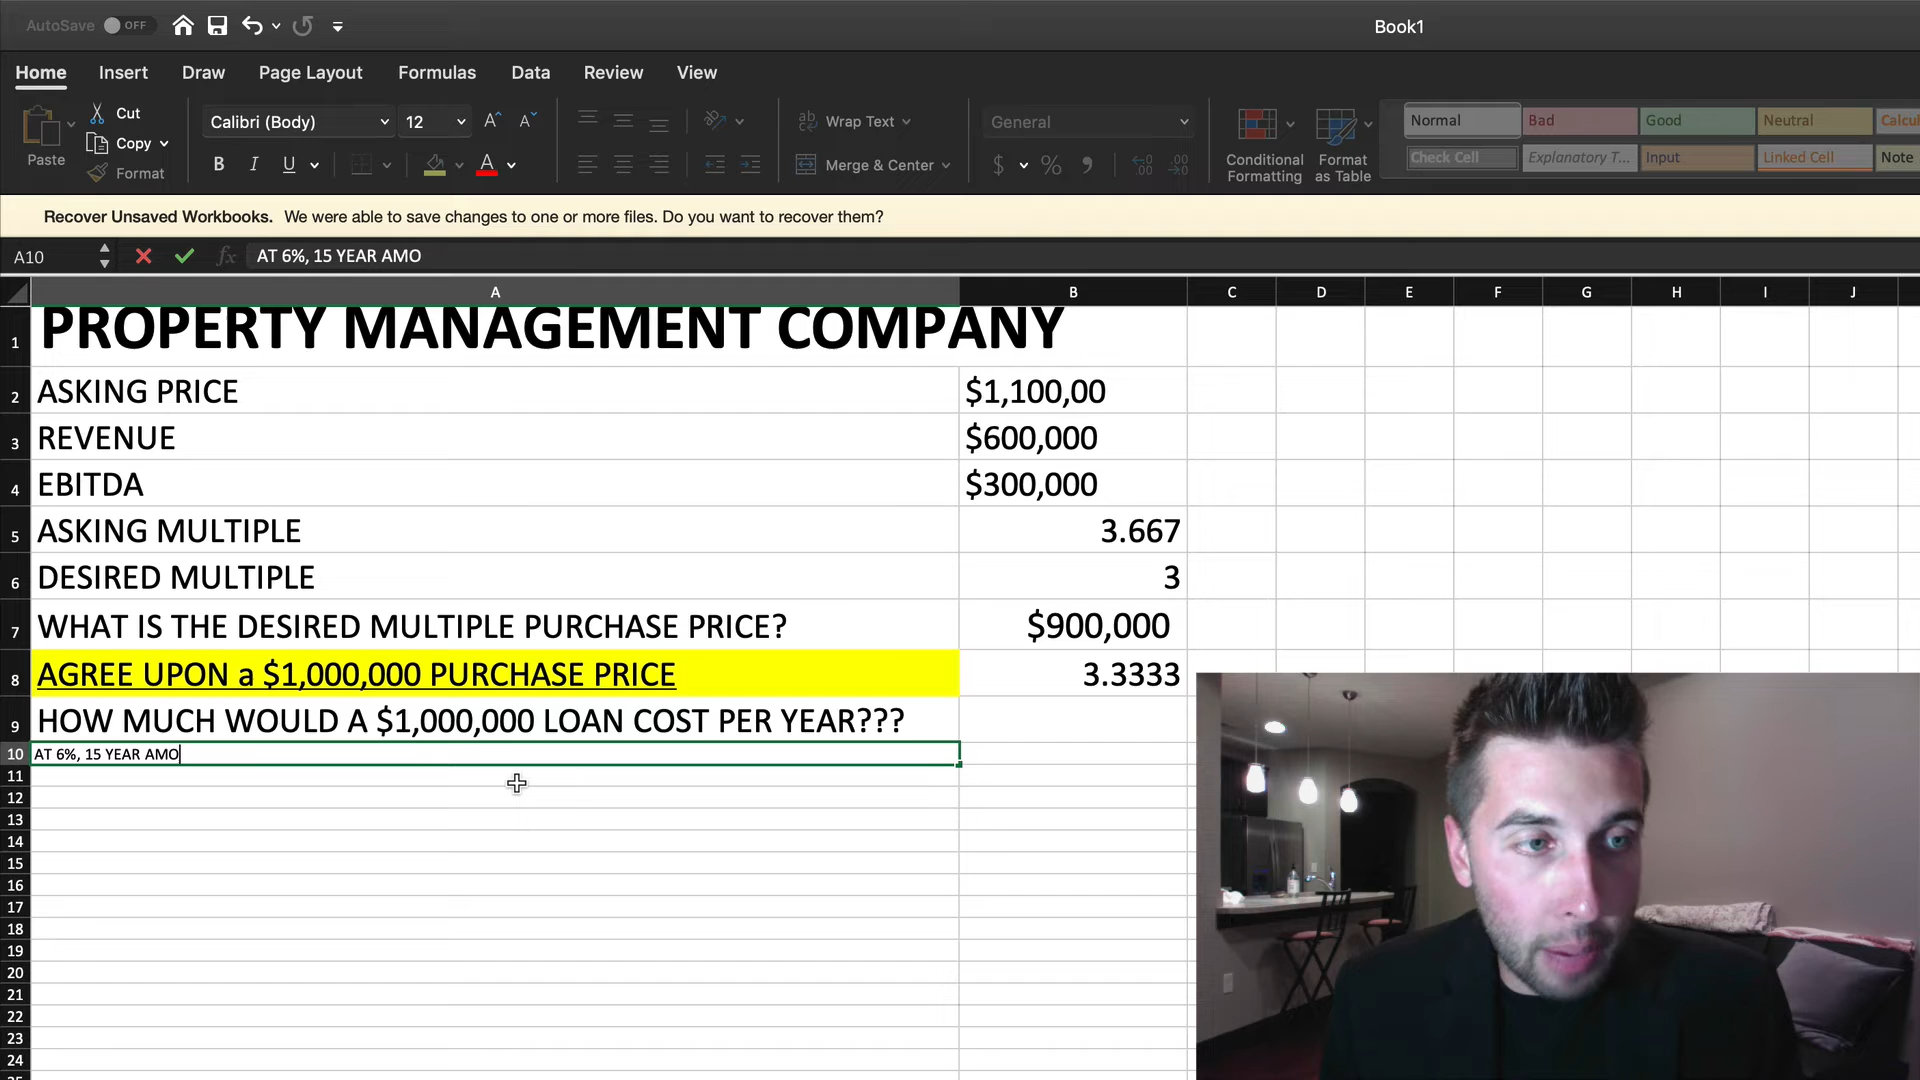 AutoSave OFF
Book1
Home Insert Draw Page Layout Formulas Data Review View
Paste
Cut
Copy
Format
Calibri (Body) 12 A^ A
B I U A
Wrap Text
Merge & Center
General
$ % 9 .0 .00 .00 .0
Conditional Formatting
Format as Table
Normal Bad Good Neutral Calcul
Check Cell Explanatory T... Input Linked Cell Note
Recover Unsaved Workbooks. We were able to save changes to one or more files. Do you want to recover them?
A10 fx AT 6%, 15 YEAR AMO
A B C D E F G H I J
1 PROPERTY MANAGEMENT COMPANY
2 ASKING PRICE $1,100,00
3 REVENUE $600,000
4 EBITDA $300,000
5 ASKING MULTIPLE 3.667
6 DESIRED MULTIPLE 3
7 WHAT IS THE DESIRED MULTIPLE PURCHASE PRICE? $900,000
8 AGREE UPON a $1,000,000 PURCHASE PRICE 3.3333
9 HOW MUCH WOULD A $1,000,000 LOAN COST PER YEAR???
10 AT 6%, 15 YEAR AMO
11
12
13
14
15
16
17
18
19
20
21
22
23
24